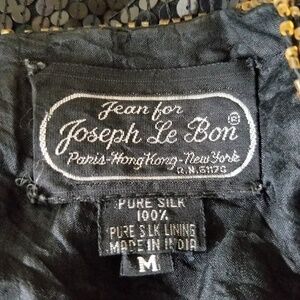 Jean for
Joseph Le Bon ®
Paris-Hong Kong-New York
R.N. 61176
PURE SILK
100%
PURE SILK LINING
MADE IN INDIA
M